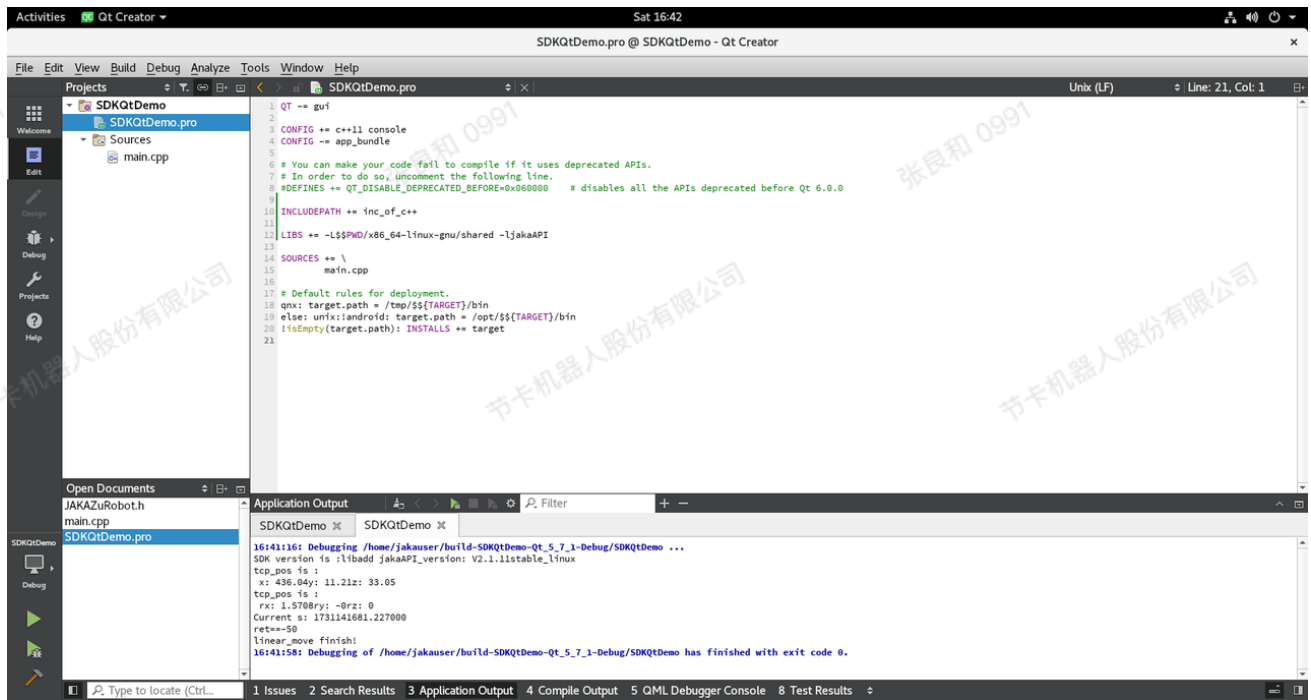 Activities Qt Creator Sat 16:42
SDKQtDemo.pro @ SDKQtDemo - Qt Creator
File Edit View Build Debug Analyze Tools Window Help
Projects SDKQtDemo.pro Unix (LF) Line: 21, Col: 1
Welcome
Edit
Design
Debug
Projects
Help
SDKQtDemo
SDKQtDemo.pro
Sources
main.cpp
1 QT -= gui
2
3 CONFIG += c++11 console
4 CONFIG -= app_bundle
5
6 # You can make your code fail to compile if it uses deprecated APIs.
7 # In order to do so, uncomment the following line.
8 #DEFINES += QT_DISABLE_DEPRECATED_BEFORE=0x060000 # disables all the APIs deprecated before Qt 6.0.0
9
10 INCLUDEPATH += inc_of_c++
11
12 LIBS += -L$$PWD/x86_64-linux-gnu/shared -ljakaAPI
13
14 SOURCES += \
15 main.cpp
16
17 # Default rules for deployment.
18 qnx: target.path = /tmp/$${TARGET}/bin
19 else: unix:!android: target.path = /opt/$${TARGET}/bin
20 !isEmpty(target.path): INSTALLS += target
21
张良和 0991
张良和 0991
节卡机器人股份有限公司
节卡机器人股份有限公司
节卡机器人股份有限公司
Open Documents
JAKAZuRobot.h
main.cpp
SDKQtDemo.pro
SDKQtDemo
Debug
Application Output Filter
SDKQtDemo SDKQtDemo
16:41:16: Debugging /home/jakauser/build-SDKQtDemo-Qt_5_7_1-Debug/SDKQtDemo ...
SDK version is :libadd jakaAPI_version: V2.1.11stable_linux
tcp_pos is :
x: 436.04y: 11.21z: 33.05
tcp_pos is :
rx: 1.5708ry: -0rz: 0
Current s: 1731141681.227000
ret==-50
linear_move finish!
16:41:58: Debugging of /home/jakauser/build-SDKQtDemo-Qt_5_7_1-Debug/SDKQtDemo has finished with exit code 0.
Type to locate (Ctrl... 1 Issues 2 Search Results 3 Application Output 4 Compile Output 5 QML Debugger Console 8 Test Results